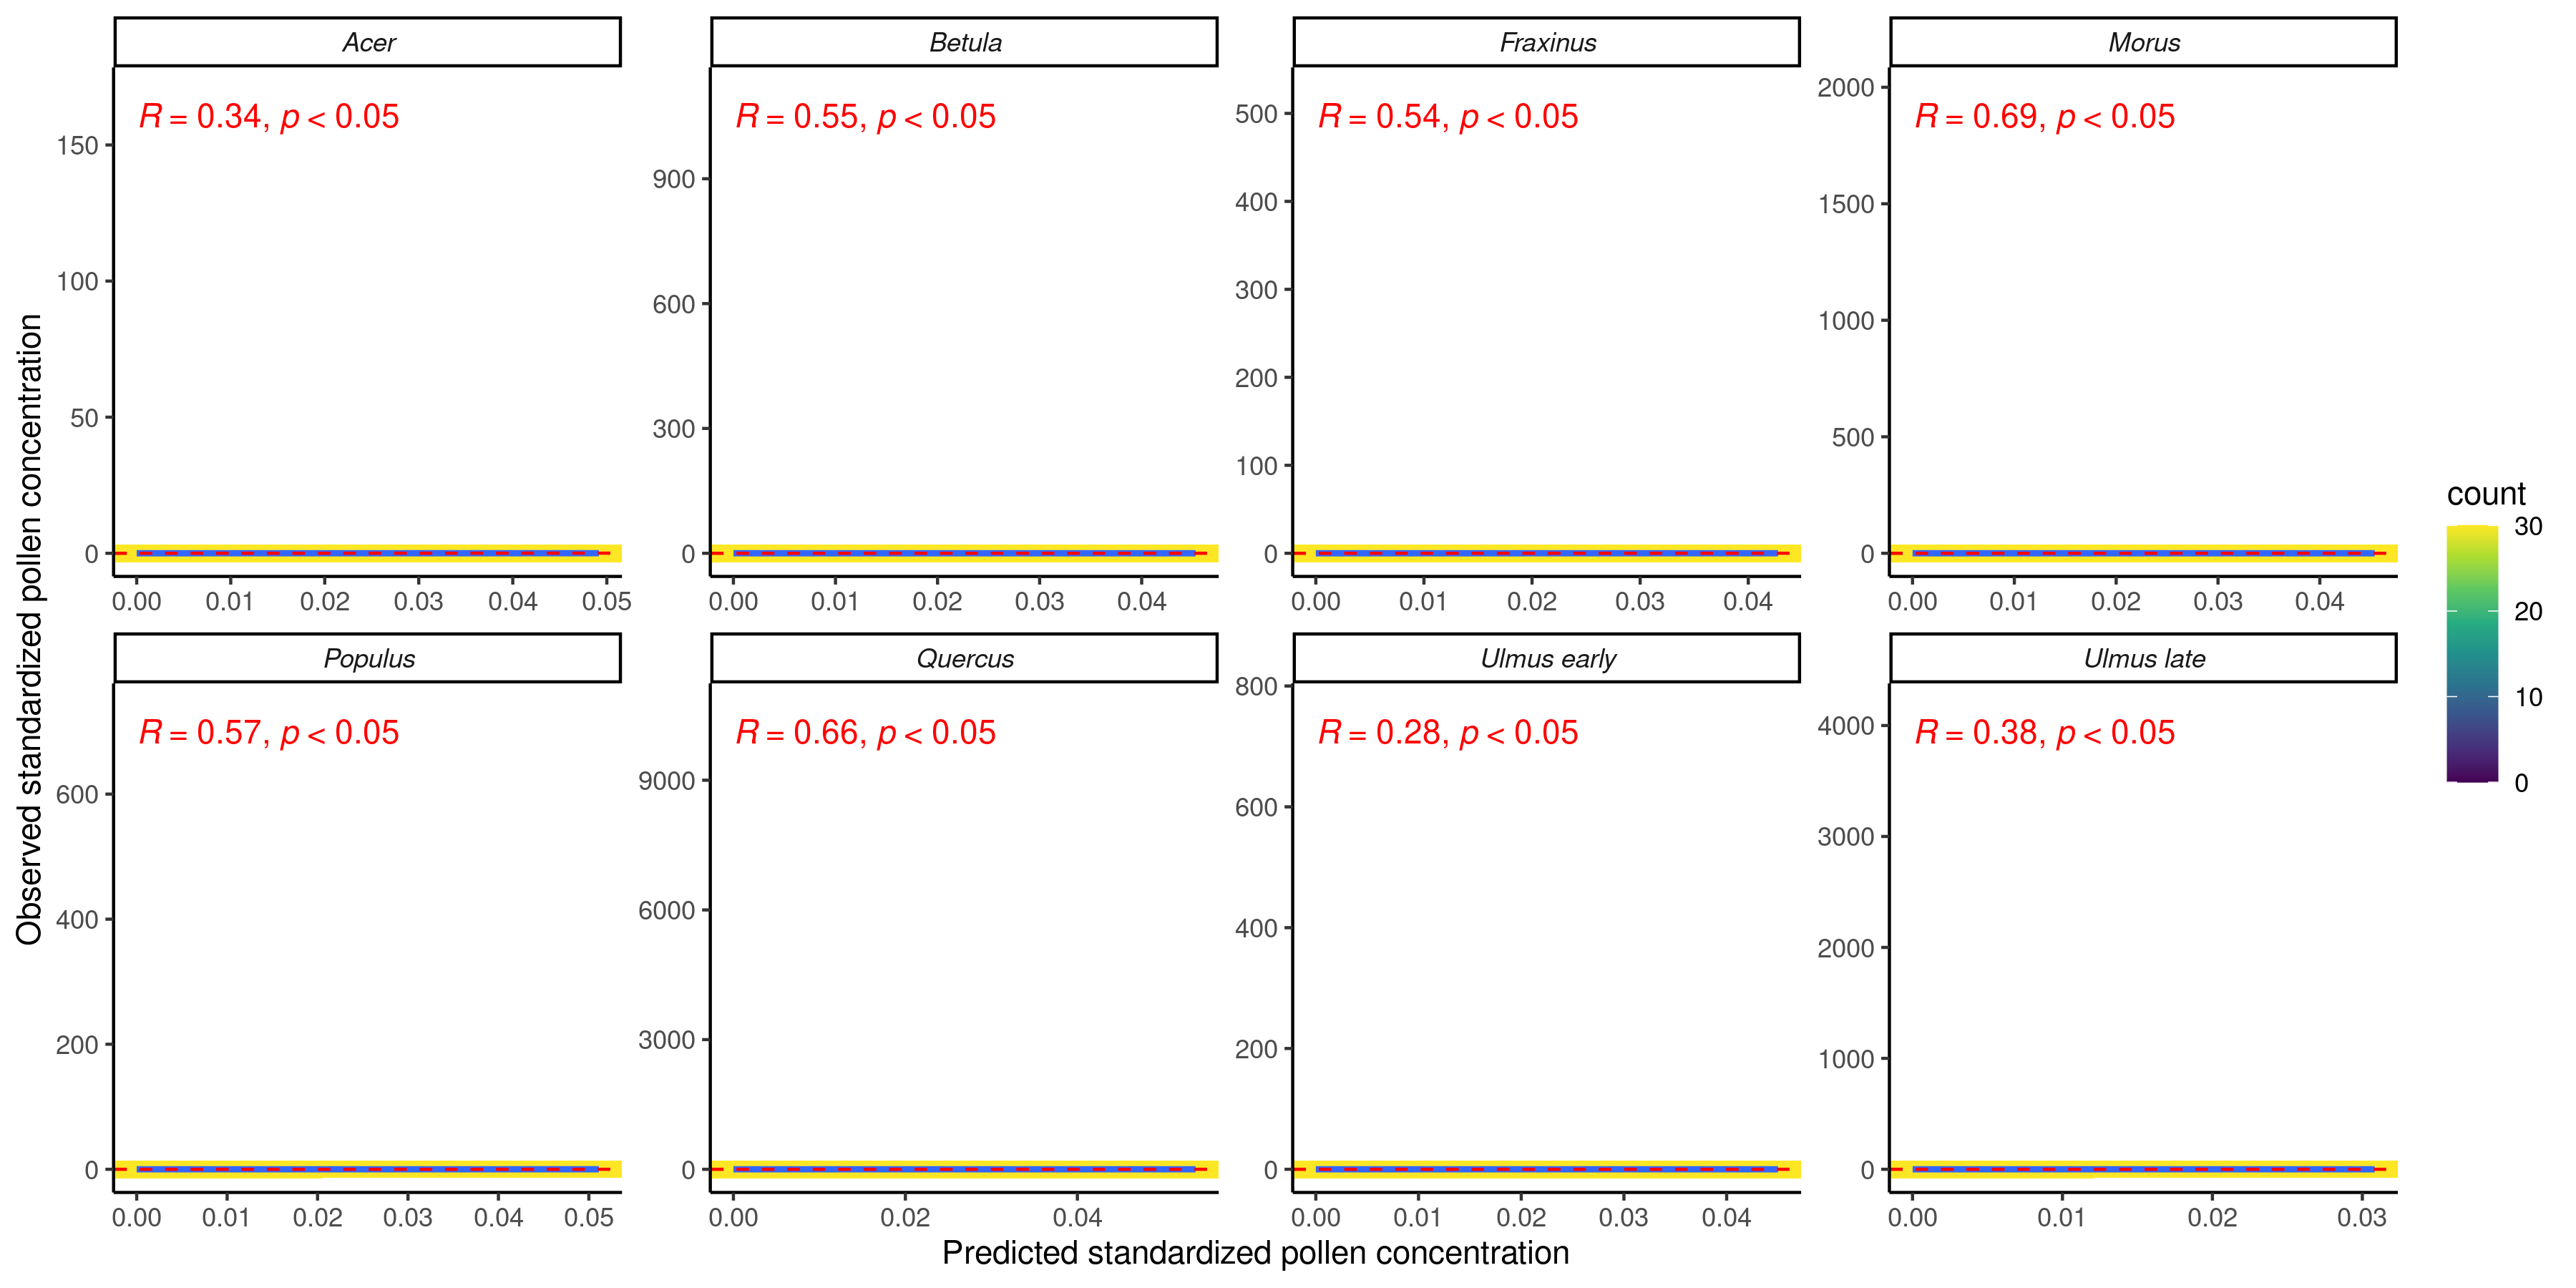 Observed standardized pollen concentration
Acer
R = 0.34, p < 0.05
150
100
50
0
0.00 0.01 0.02 0.03 0.04 0.05
Betula
R = 0.55, p < 0.05
900
600
300
0
0.00 0.01 0.02 0.03 0.04
Fraxinus
R = 0.54, p < 0.05
500
400
300
200
100
0
0.00 0.01 0.02 0.03 0.04
Morus
R = 0.69, p < 0.05
2000
1500
1000
500
0
0.00 0.01 0.02 0.03 0.04
Populus
R = 0.57, p < 0.05
600
400
200
0
0.00 0.01 0.02 0.03 0.04 0.05
Quercus
R = 0.66, p < 0.05
9000
6000
3000
0
0.00 0.02 0.04
Ulmus early
R = 0.28, p < 0.05
800
600
400
200
0
0.00 0.01 0.02 0.03 0.04
Ulmus late
R = 0.38, p < 0.05
4000
3000
2000
1000
0
0.00 0.01 0.02 0.03
Predicted standardized pollen concentration
count
30
20
10
0